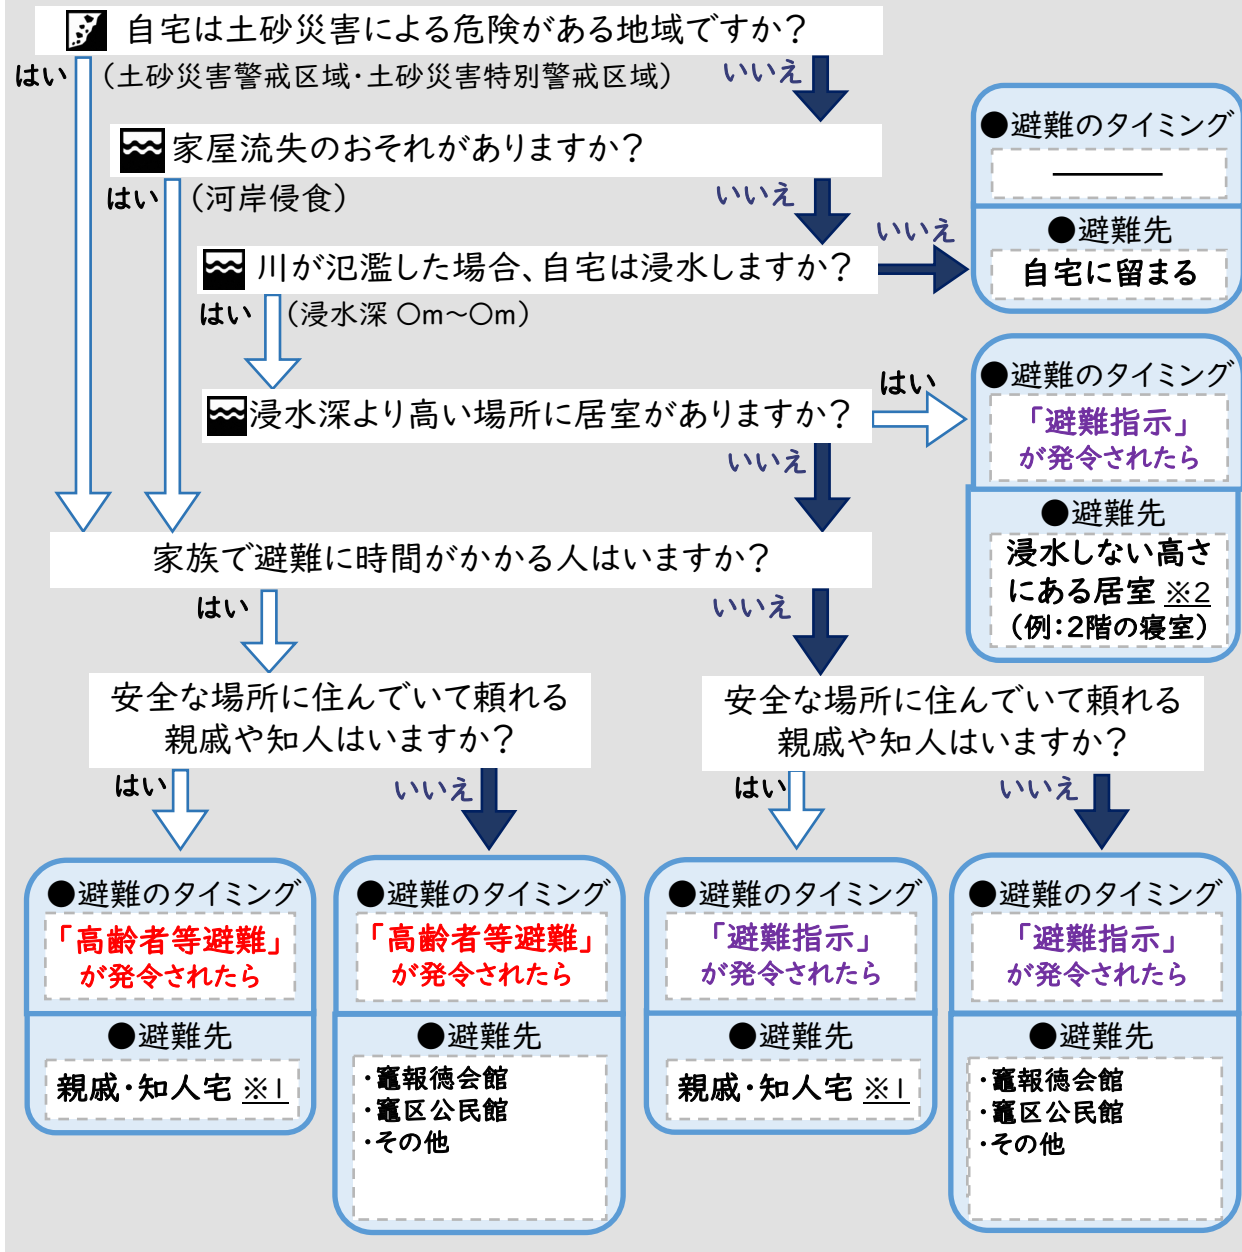 自宅は土砂災害による危険がある地域ですか？
はい
（土砂災害警戒区域・土砂災害特別警戒区域）
いいえ
家屋流失のおそれがありますか？
はい
（河岸侵食）
いいえ
川が氾濫した場合、自宅は浸水しますか？
いいえ
はい
（浸水深 〇m～〇m）
●避難のタイミング
―――
●避難先
自宅に留まる
浸水深より高い場所に居室がありますか？
はい
いいえ
●避難のタイミング
「避難指示」
が発令されたら
●避難先
浸水しない高さ
にある居室 ※2
（例：2階の寝室）
家族で避難に時間がかかる人はいますか？
はい
いいえ
安全な場所に住んでいて頼れる
親戚や知人はいますか？
はい
いいえ
安全な場所に住んでいて頼れる
親戚や知人はいますか？
はい
いいえ
●避難のタイミング
「高齢者等避難」
が発令されたら
●避難先
親戚・知人宅 ※1
●避難のタイミング
「高齢者等避難」
が発令されたら
●避難先
・竈報徳会館
・竈区公民館
・その他
●避難のタイミング
「避難指示」
が発令されたら
●避難先
親戚・知人宅 ※1
●避難のタイミング
「避難指示」
が発令されたら
●避難先
・竈報徳会館
・竈区公民館
・その他